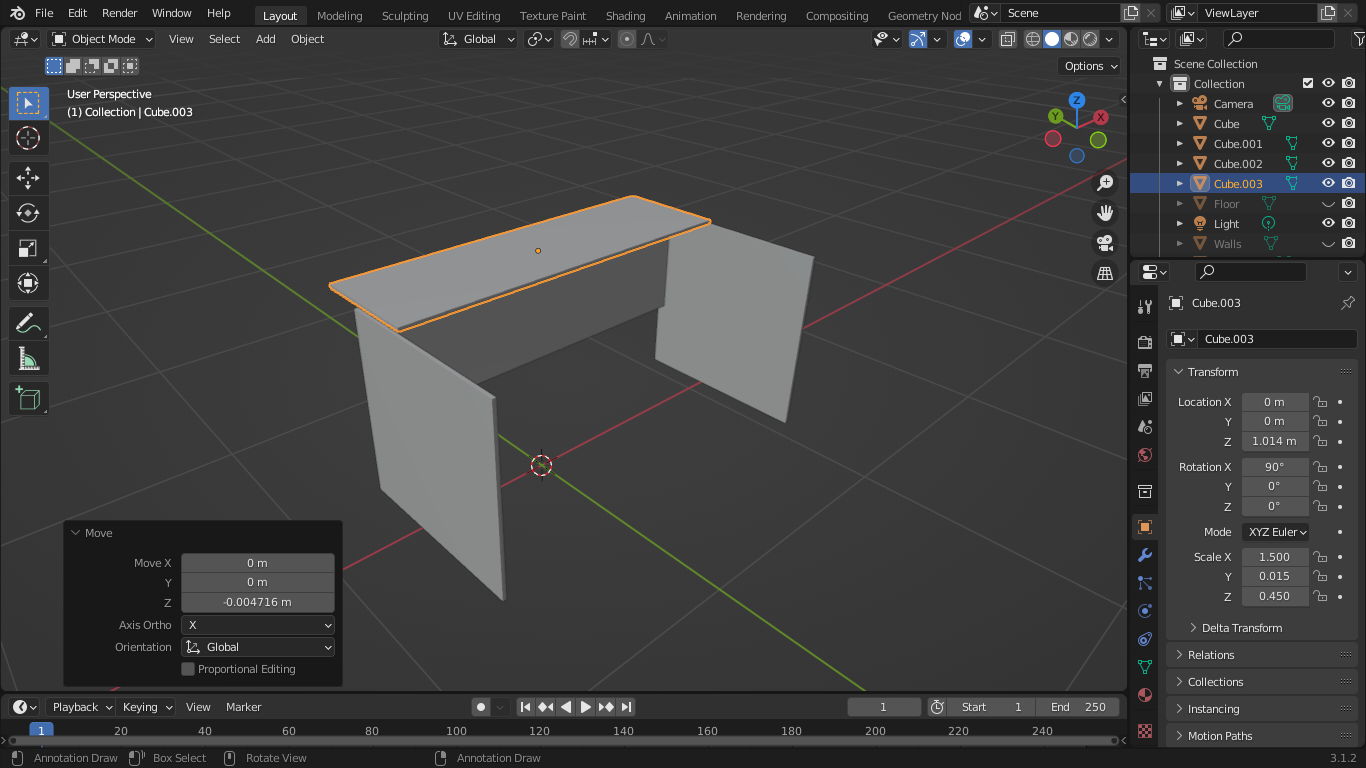 File Edit Render Window Help Layout Modeling Sculpting UV Editing Texture Paint Shading Animation Rendering Compositing Geometry Nod Scene ViewLayer
Object Mode View Select Add Object Global
Options
User Perspective
(1) Collection | Cube.003
Z
Y
X
Scene Collection
Collection
Camera
Cube
Cube.001
Cube.002
Cube.003
Floor
Light
Walls
Cube.003
Cube.003
Transform
Location X 0 m
Y 0 m
Z 1.014 m
Rotation X 90°
Y 0°
Z 0°
Mode XYZ Euler
Scale X 1.500
Y 0.015
Z 0.450
Delta Transform
Relations
Collections
Instancing
Motion Paths
Move
Move X 0 m
Y 0 m
Z -0.004716 m
Axis Ortho X
Orientation Global
Proportional Editing
Playback Keying View Marker 1 Start 1 End 250
1 20 40 60 80 100 120 140 160 180 200 220 240
Annotation Draw Box Select Rotate View Annotation Draw 3.1.2